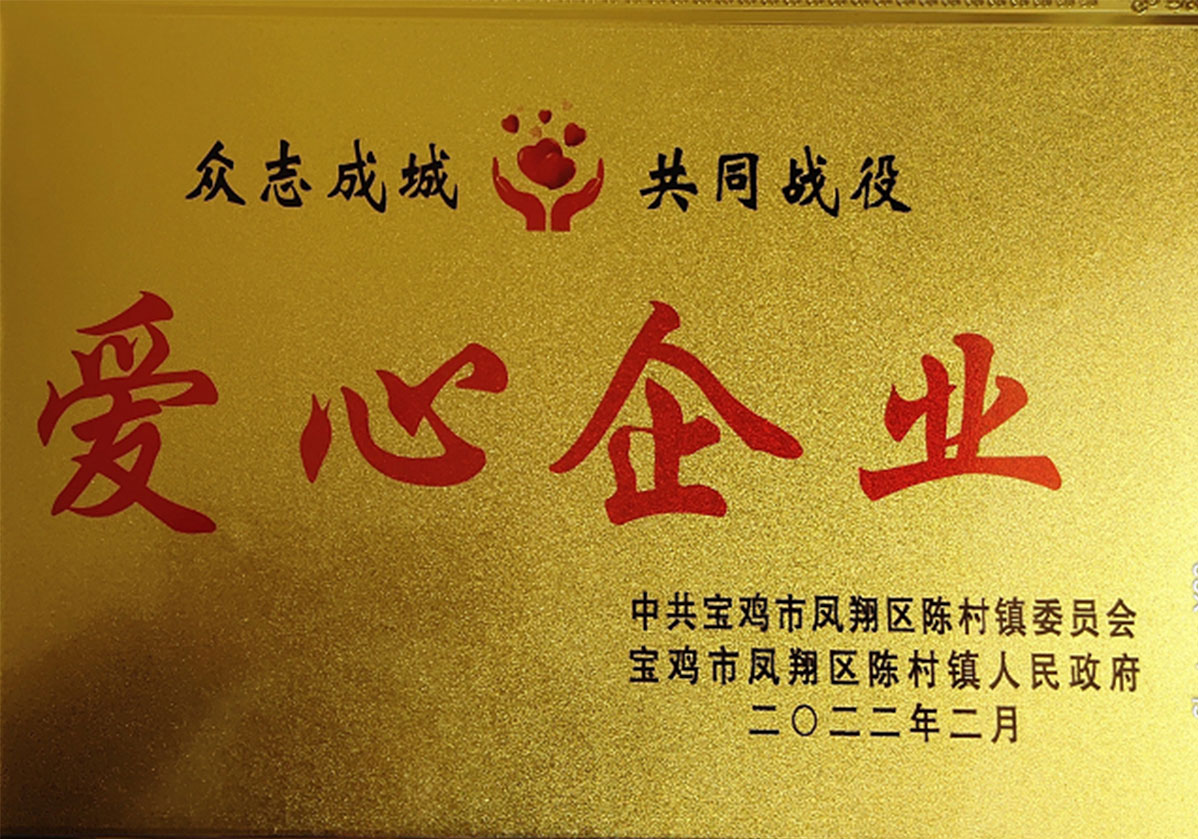 众志成城 共同战役
爱心企业
中共宝鸡市凤翔区陈村镇委员会
宝鸡市凤翔区陈村镇人民政府
二〇二二年二月